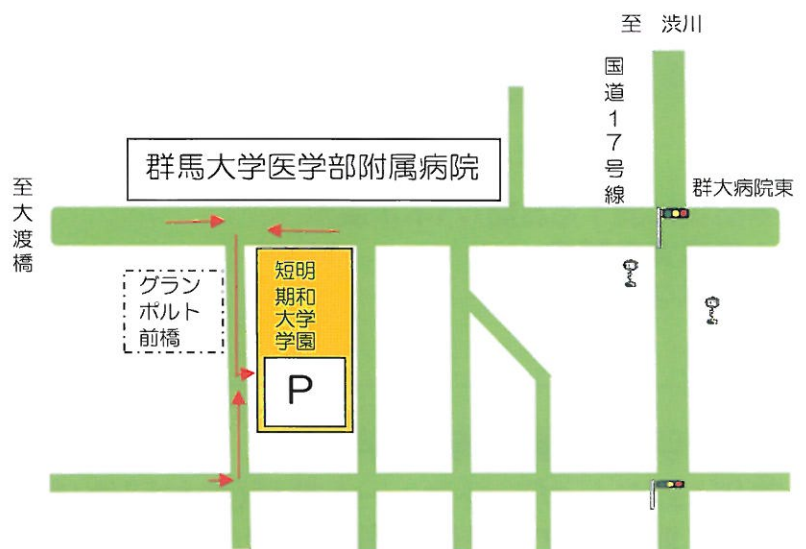 至 渋川
国道17号線
群馬大学医学部附属病院
群大病院東
至大渡橋
グラン
ポルト
前橋
明和学園
短期大学
P